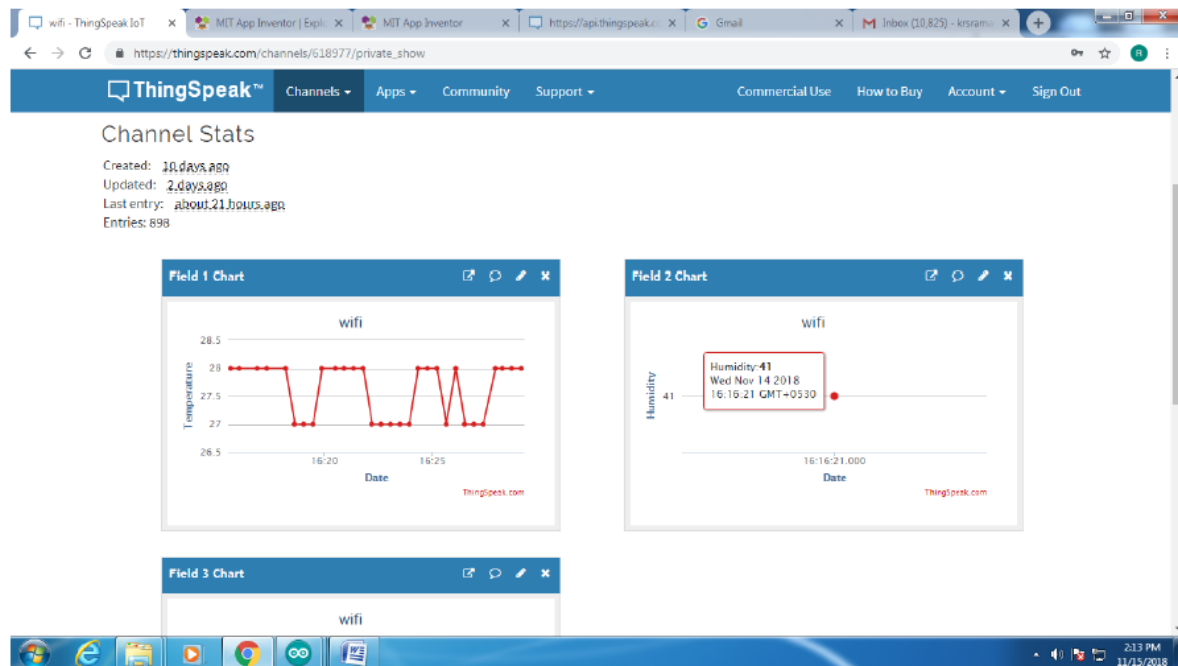 wifi - ThingSpeak IoT
MIT App Inventor | Explo
MIT App Inventor
https://api.thingspeak.co
Gmail
Inbox (10,825) - krsrama
https://thingspeak.com/channels/618977/private_show
R
ThingSpeak™ Channels Apps Community Support Commercial Use How to Buy Account Sign Out
Channel Stats
Created: 10 days ago
Updated: 2 days ago
Last entry: about 21 hours ago
Entries: 898
Field 1 Chart
wifi
28.5
28
27.5
27
26.5
Temperature
16:20 16:25
Date
ThingSpeak.com
Field 2 Chart
wifi
Humidity:41
Wed Nov 14 2018
16:16:21 GMT+0530
Humidity
41
16:16:21.000
Date
ThingSpeak.com
Field 3 Chart
wifi
2:13 PM
11/15/2018